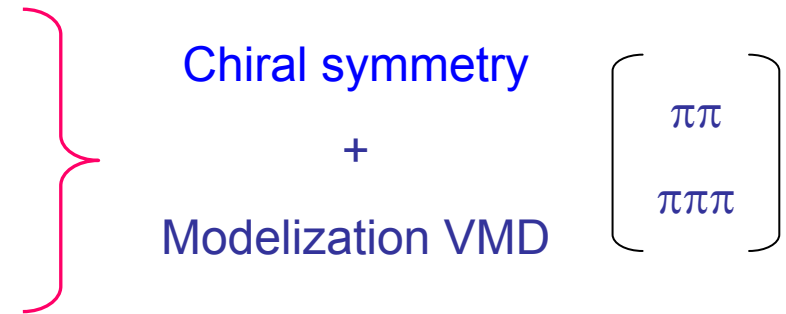 Chiral symmetry
+
Modelization VMD
ππ
πππ